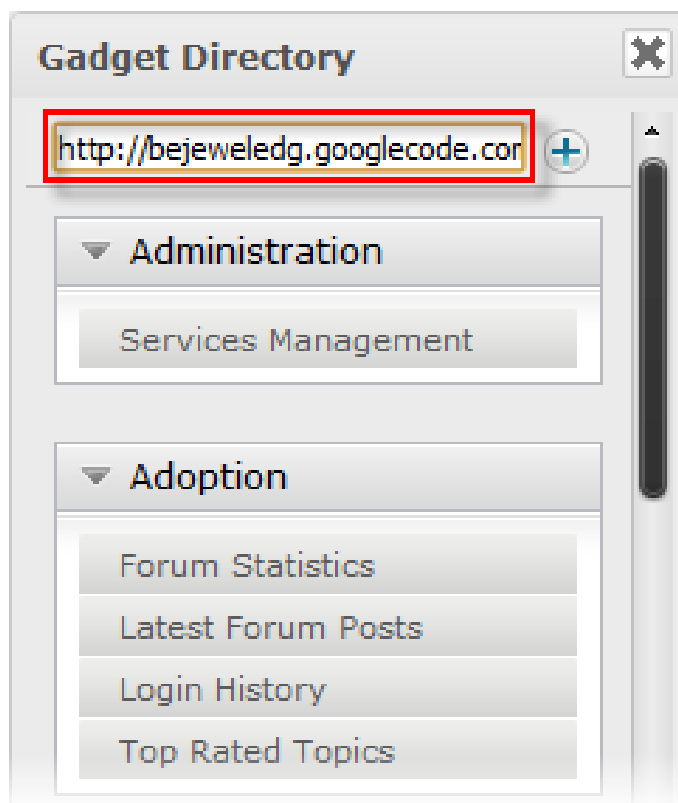 Gadget Directory
http://bejeweledg.googlecode.com
Administration
Services Management
Adoption
Forum Statistics
Latest Forum Posts
Login History
Top Rated Topics